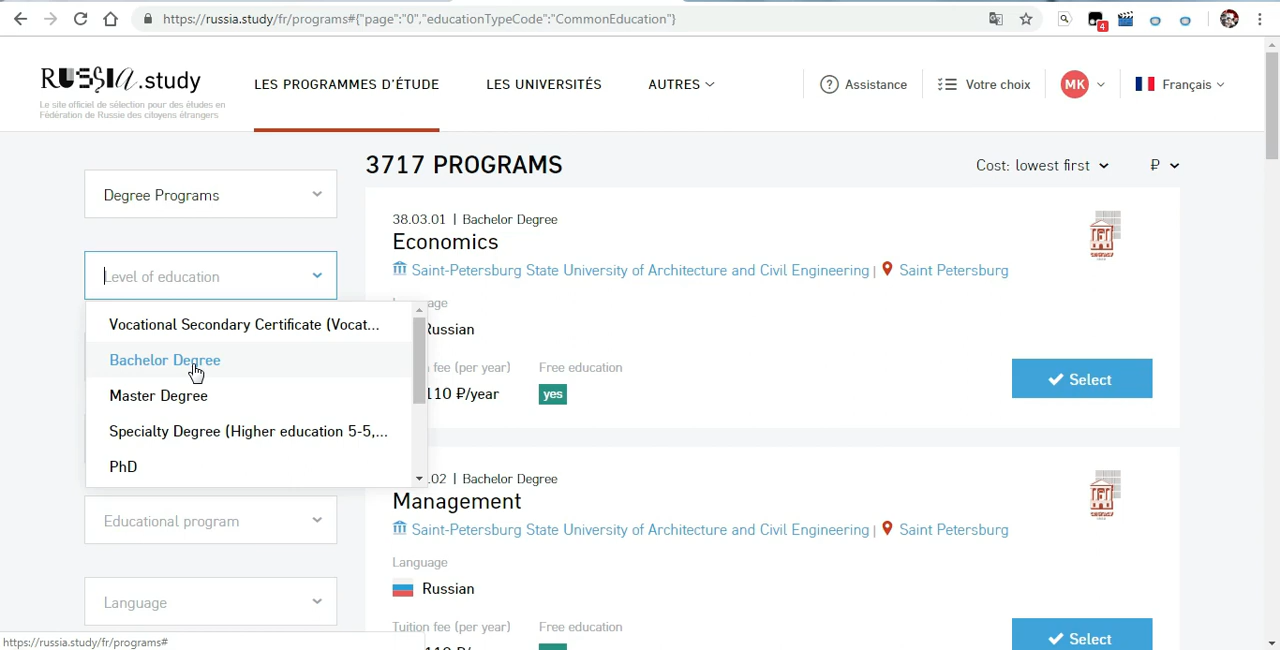 https://russia.study/fr/programs#{"page":"0","educationTypeCode":"CommonEducation"}
4
RUSSIA.study
Le site officiel de sélection pour des études en
Fédération de Russie des citoyens étrangers
LES PROGRAMMES D'ÉTUDE
LES UNIVERSITÉS
AUTRES
Assistance
Votre choix
MK
Français
Degree Programs
Level of education
Vocational Secondary Certificate (Vocat...
Bachelor Degree
Master Degree
Specialty Degree (Higher education 5-5,...
PhD
Educational program
Language
https://russia.study/fr/programs#
3717 PROGRAMS
Cost: lowest first
₽
38.03.01 | Bachelor Degree
Economics
Saint-Petersburg State University of Architecture and Civil Engineering | Saint Petersburg
Russian
fee (per year)
Free education
110 ₽/year
yes
Select
.02 | Bachelor Degree
Management
Saint-Petersburg State University of Architecture and Civil Engineering | Saint Petersburg
Language
Russian
Tuition fee (per year)
Free education
Select